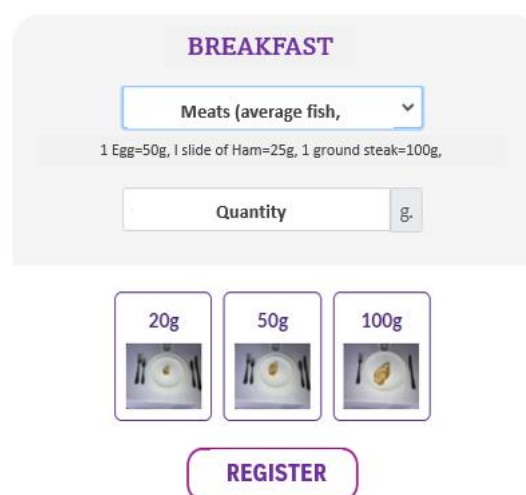 BREAKFAST
Meats (average fish,
1 Egg=50g, I slide of Ham=25g, 1 ground steak=100g,
Quantity g.
20g 50g 100g
REGISTER